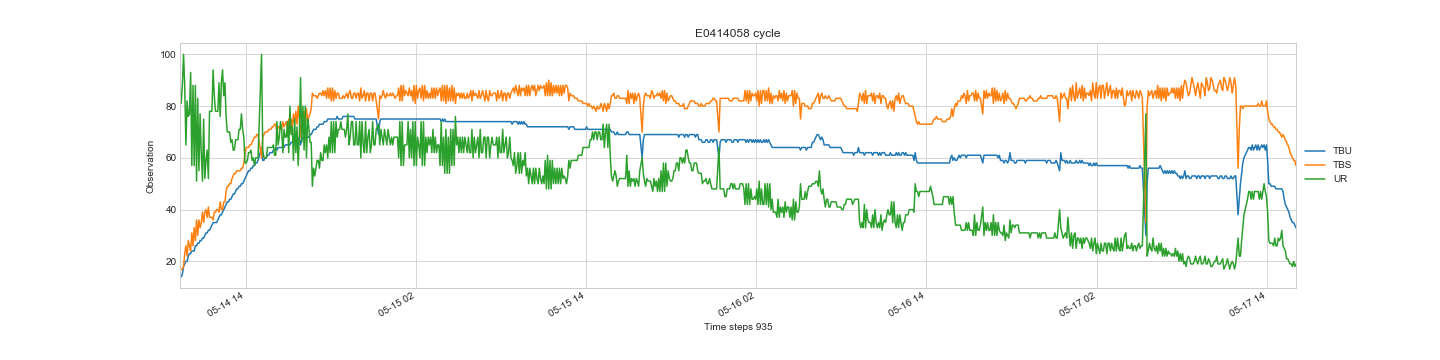 E0414058 cycle
Observation
100
80
60
40
20
05-14 14
05-15 02
05-15 14
05-16 02
05-16 14
05-17 02
05-17 14
Time steps 935
TBU
TBS
UR